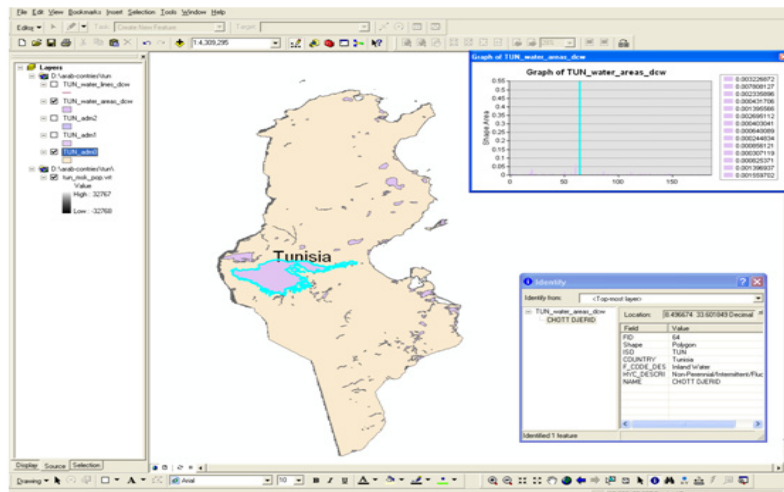 File Edit View Bookmarks Insert Selection Tools Window Help
Editor Task: Create New Feature Target:
1:4,309,295
Layers
D:\arab-contries\tun
TUN_water_lines_dcw
TUN_water_areas_dcw
TUN_adm2
TUN_adm1
TUN_adm0
D:\arab-contries\tun\
tun_msk_pop.vrt
Value
High : 32767
Low : -32768
Display Source Selection
Tunisia
Graph of TUN_water_areas_dcw
Graph of TUN_water_areas_dcw
Shape Area
0.55
0.5
0.45
0.4
0.35
0.3
0.25
0.2
0.15
0.1
0.05
0
0 50 100 150
0.003226872
0.007808127
0.002335896
0.000431706
0.001395566
0.002695112
0.000403041
0.000640089
0.000244834
0.000856121
0.000307119
0.000825371
0.001396937
0.001559702
Identify
Identify from: <Top-most layer>
TUN_water_areas_dcw
CHOTT DJERID
Location: 8.496674 33.601849 Decimal
Field Value
FID 64
Shape Polygon
ISO TUN
COUNTRY Tunisia
F_CODE_DES Inland Water
HYC_DESCRI Non-Perennial/Intermittent/Fluc
NAME CHOTT DJERID
Identified 1 feature
Drawing Arial 10 B I U A